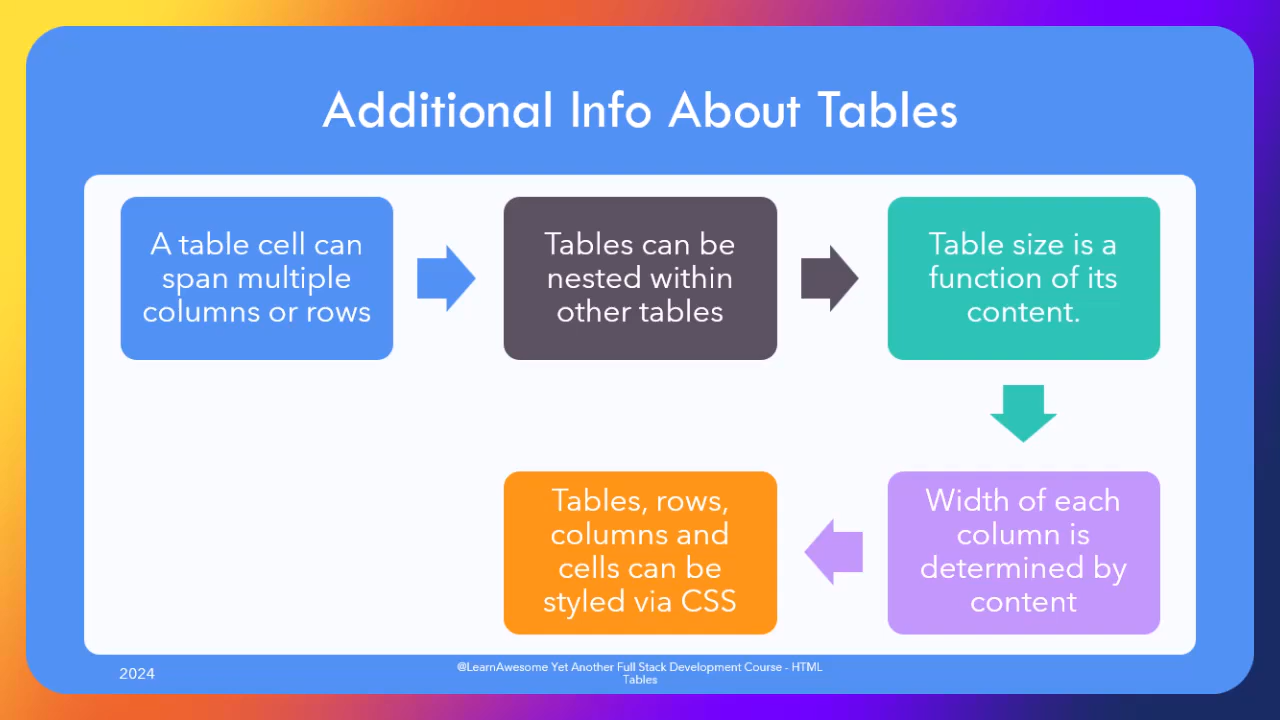 Additional Info About Tables
A table cell can
span multiple
columns or rows
Tables can be
nested within
other tables
Table size is a
function of its
content.
Width of each
column is
determined by
content
Tables, rows,
columns and
cells can be
styled via CSS
2024
@LearnAwesome Yet Another Full Stack Development Course - HTML
Tables